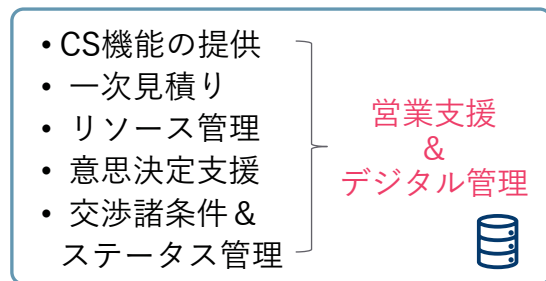 • CS機能の提供
• 一次見積り
• リソース管理
• 意思決定支援
• 交渉諸条件＆
ステータス管理
営業支援
＆
デジタル管理